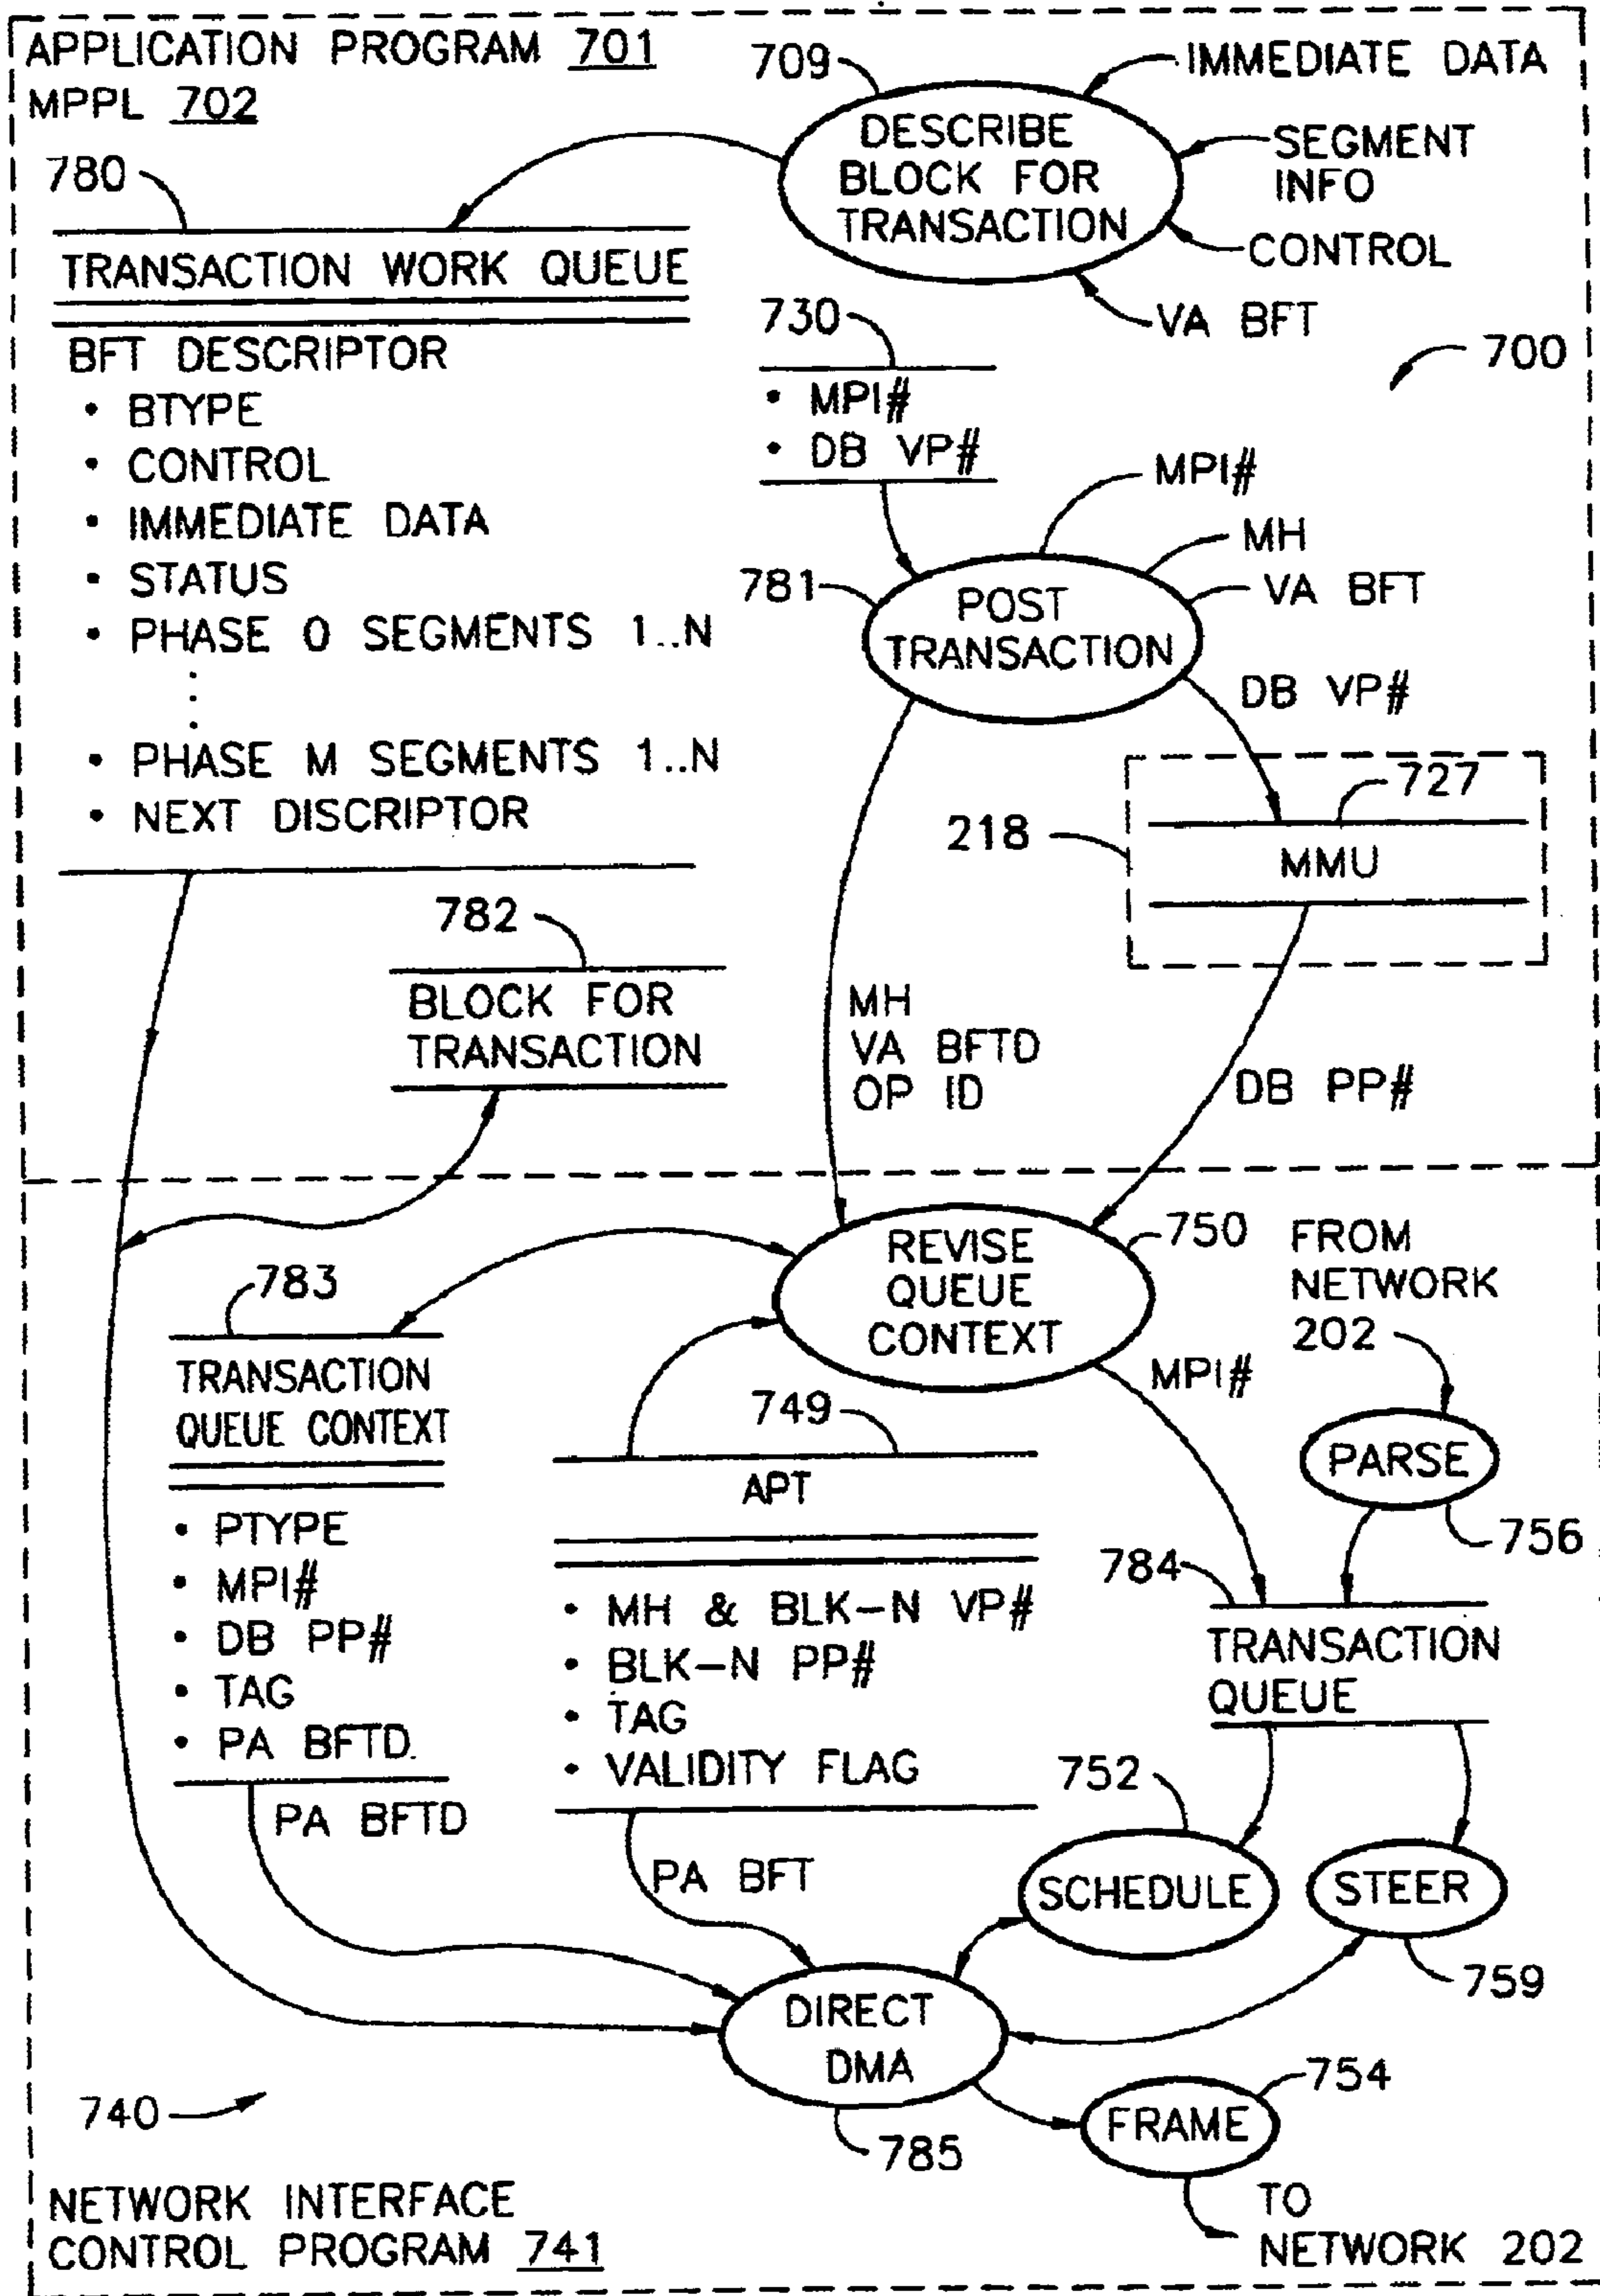 APPLICATION PROGRAM 701
MPPL 702
709
IMMEDIATE DATA
DESCRIBE
BLOCK FOR
TRANSACTION
SEGMENT
INFO
CONTROL
VA BFT
780
TRANSACTION WORK QUEUE
BFT DESCRIPTOR
• BTYPE
• CONTROL
• IMMEDIATE DATA
• STATUS
• PHASE 0 SEGMENTS 1..N
• PHASE M SEGMENTS 1..N
• NEXT DISCRIPTOR
730
• MPI#
• DB VP#
700
MPI#
MH
VA BFT
781
POST
TRANSACTION
DB VP#
727
218
MMU
782
BLOCK FOR
TRANSACTION
MH
VA BFTD
OP ID
DB PP#
REVISE
QUEUE
CONTEXT
750
FROM
NETWORK
202
783
TRANSACTION
QUEUE CONTEXT
• PTYPE
• MPI#
• DB PP#
• TAG
• PA BFTD.
PA BFTD
749
APT
• MH & BLK-N VP#
• BLK-N PP#
• TAG
• VALIDITY FLAG
PA BFT
MPI#
PARSE
756
784
TRANSACTION
QUEUE
752
SCHEDULE
STEER
759
DIRECT
DMA
785
754
FRAME
TO
NETWORK 202
740
NETWORK INTERFACE
CONTROL PROGRAM 741